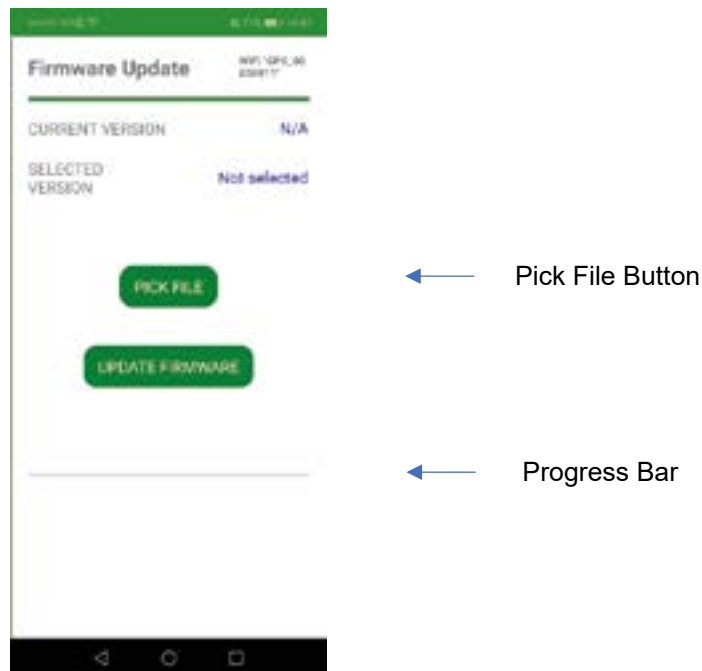 Firmware Update
CURRENT VERSION N/A
SELECTED
VERSION
Not selected
PICK FILE
Pick File Button
UPDATE FIRMWARE
Progress Bar